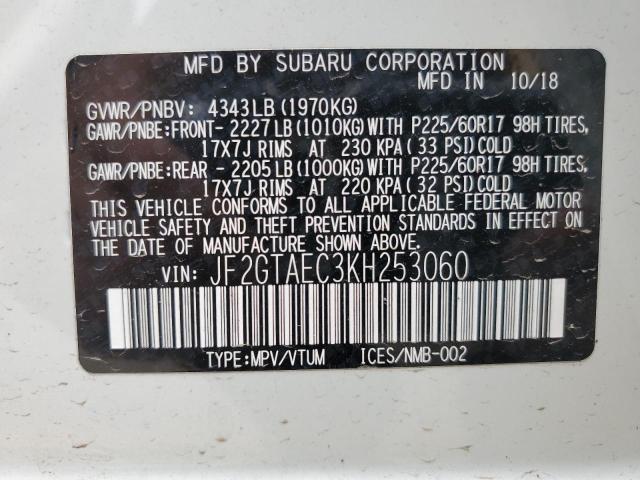 MFD BY SUBARU CORPORATION
MFD IN 10/18
GVWR/PNBV: 4343LB (1970KG)
GAWR/PNBE:FRONT- 2227LB(1010KG)WITH P225/60R17 98H TIRES,
17X7J RIMS AT 230 KPA( 33 PSI)COLD
GAWR/PNBE:REAR - 2205LB(1000KG)WITH P225/60R17 98H TIRES,
17X7J RIMS AT 220 KPA( 32 PSI)COLD
THIS VEHICLE CONFORMS TO ALL APPLICABLE FEDERAL MOTOR
VEHICLE SAFETY AND THEFT PREVENTION STANDARDS IN EFFECT ON
THE DATE OF MANUFACTURE SHOWN ABOVE.
VIN: JF2GTAEC3KH253060
TYPE:MPV/VTUM ICES/NMB-002